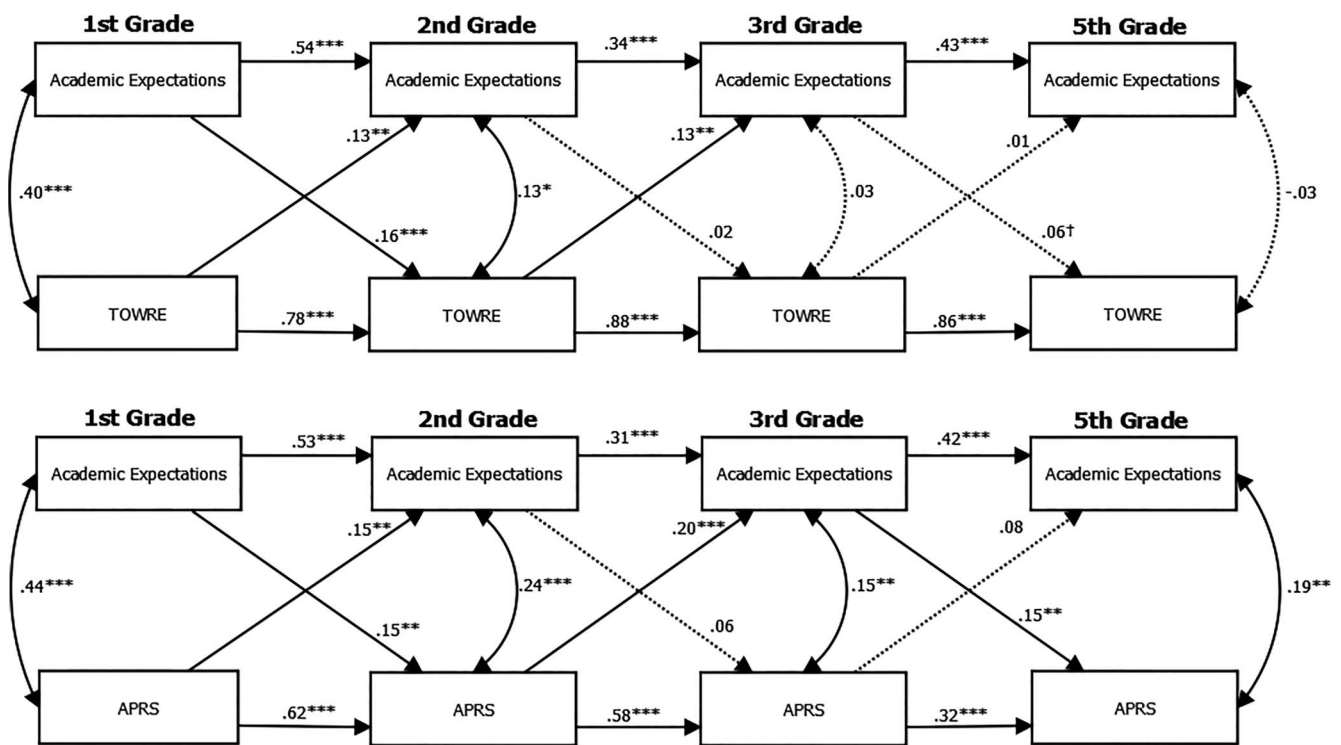 1st Grade
2nd Grade
3rd Grade
5th Grade
.54***
.34***
.43***
Academic Expectations
Academic Expectations
Academic Expectations
Academic Expectations
.13**
.13**
.01
.40***
.13*
.03
-.03
.16***
.02
.06†
TOWRE
TOWRE
TOWRE
TOWRE
.78***
.88***
.86***
1st Grade
2nd Grade
3rd Grade
5th Grade
.53***
.31***
.42***
Academic Expectations
Academic Expectations
Academic Expectations
Academic Expectations
.15**
.20***
.08
.44***
.24***
.15**
.19**
.15**
.06
.15**
APRS
APRS
APRS
APRS
.62***
.58***
.32***